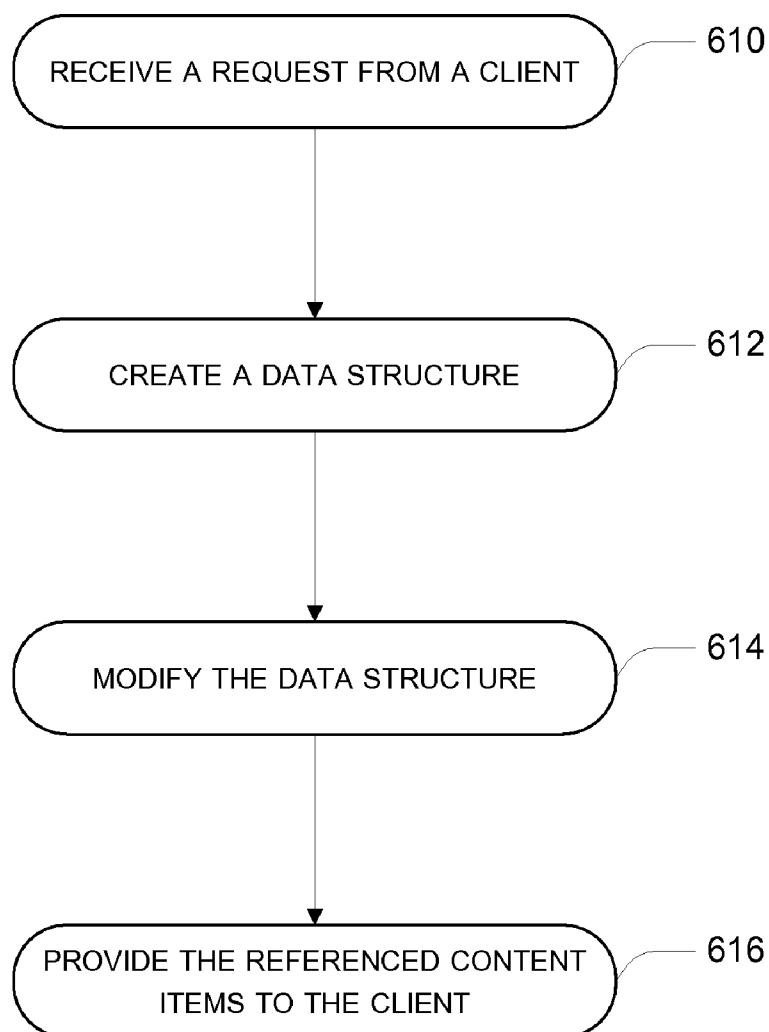 RECEIVE A REQUEST FROM A CLIENT
610
CREATE A DATA STRUCTURE
612
MODIFY THE DATA STRUCTURE
614
PROVIDE THE REFERENCED CONTENT
ITEMS TO THE CLIENT
616